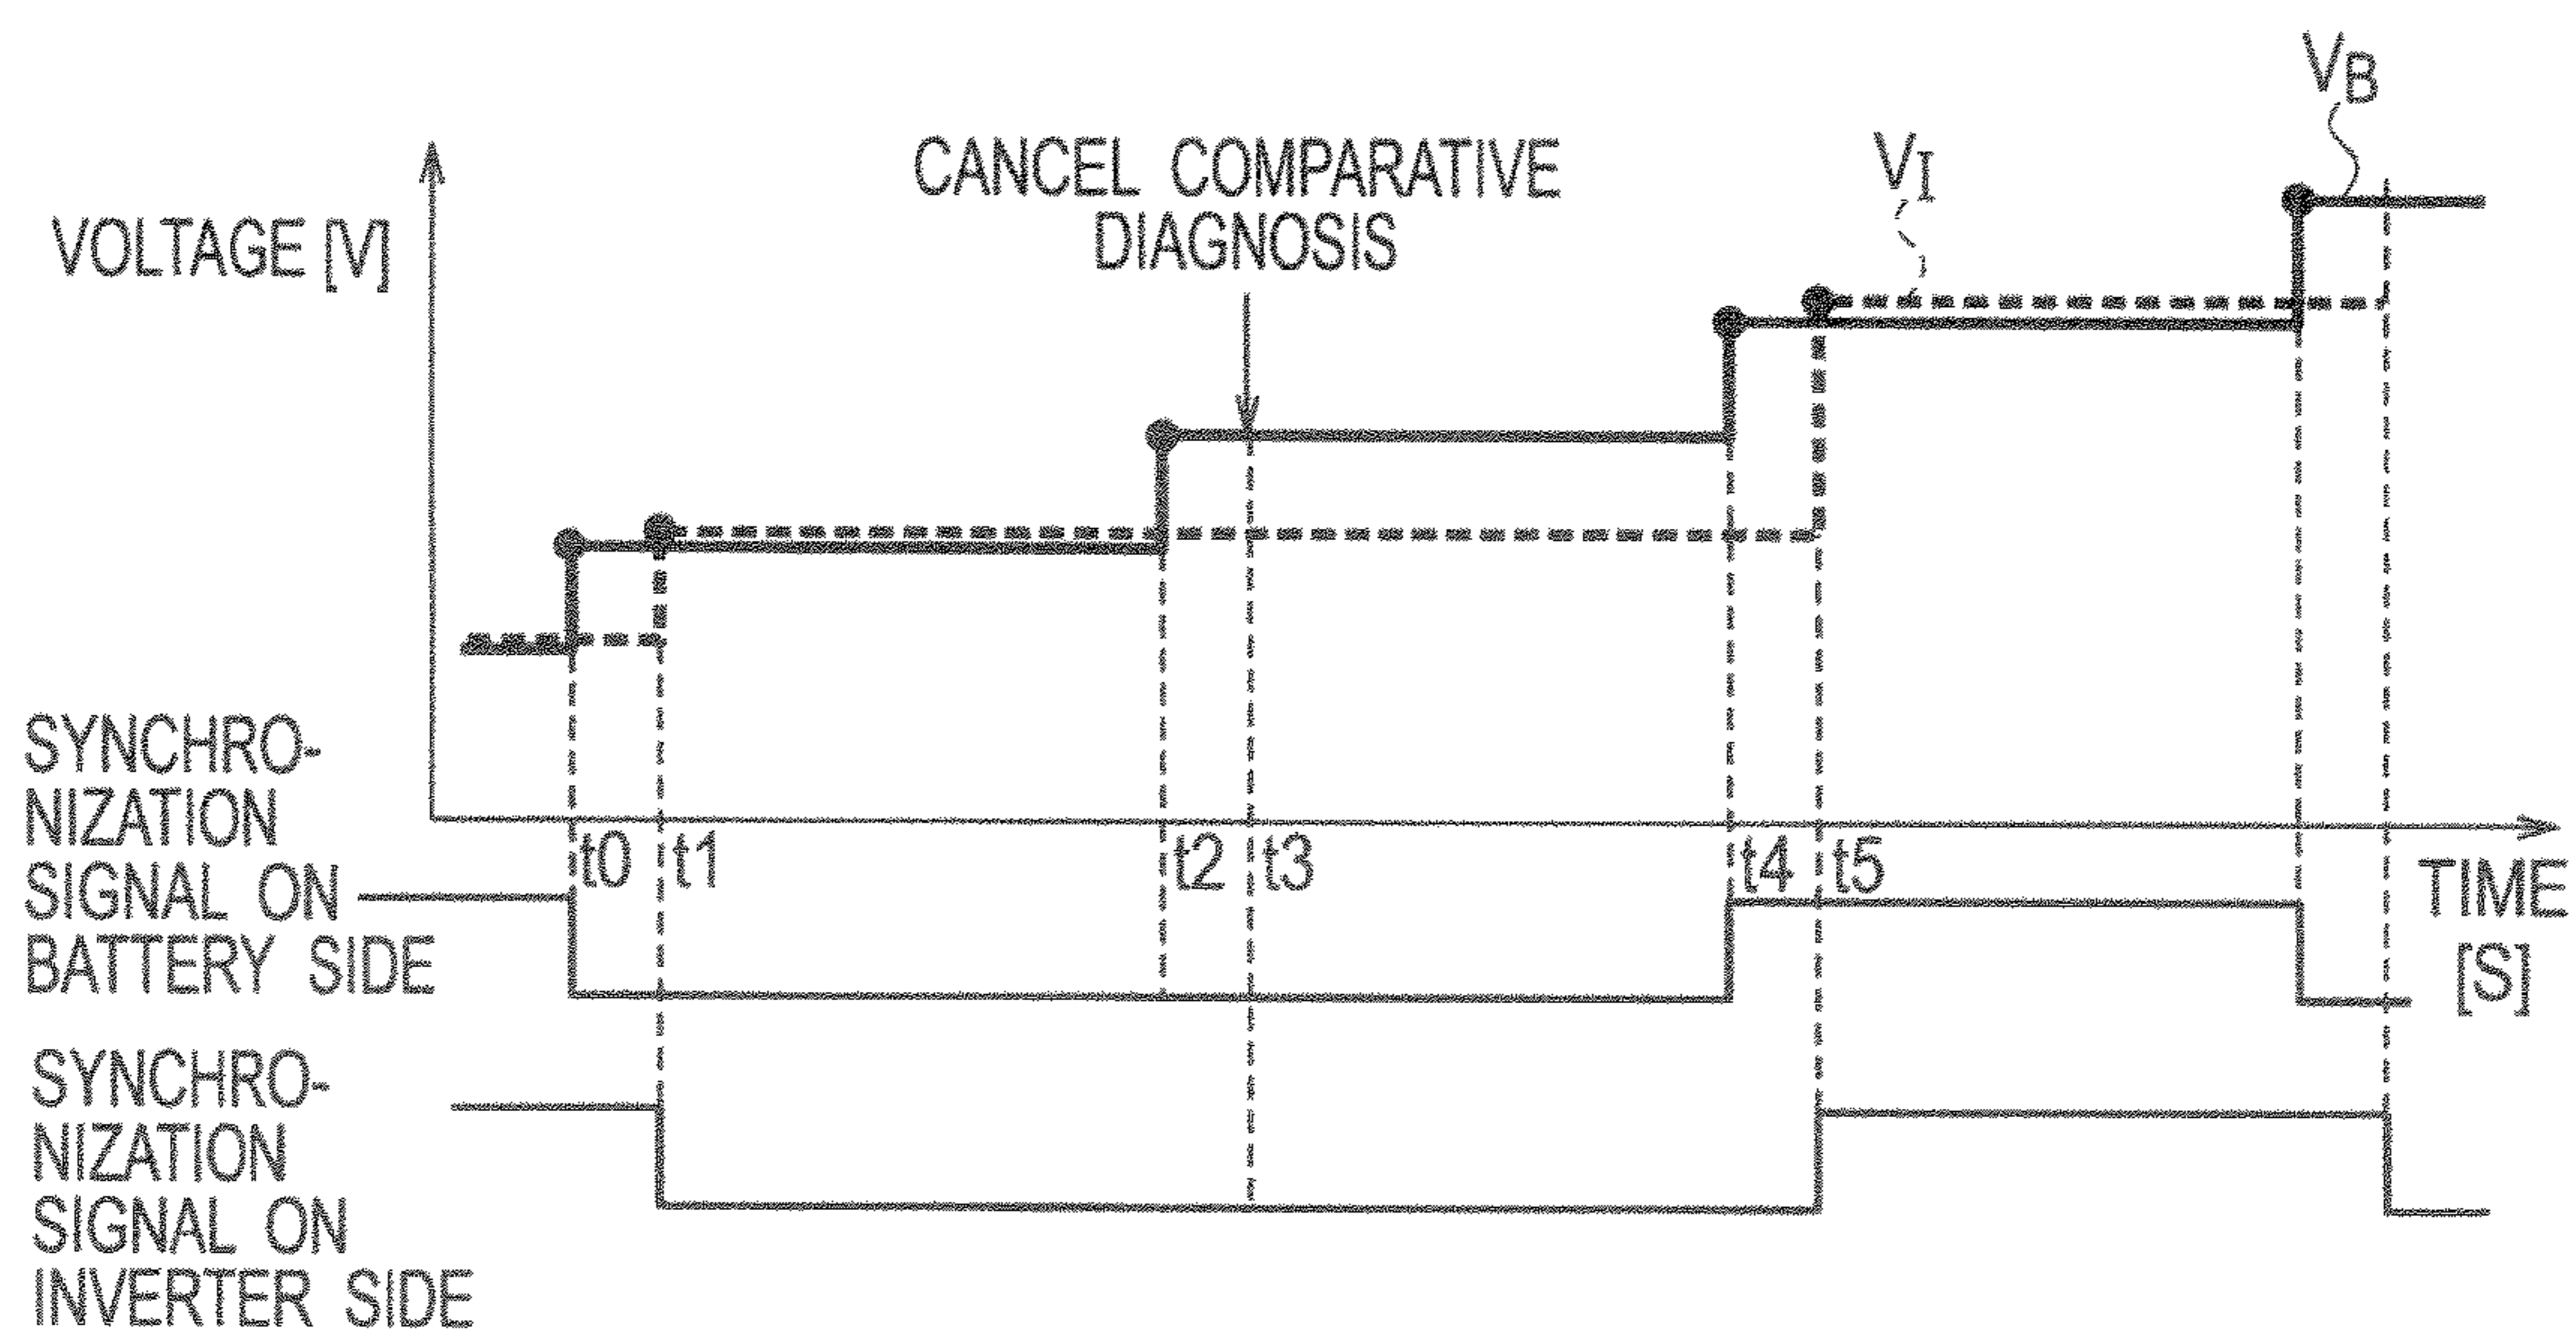 VB
CANCEL COMPARATIVE
DIAGNOSIS
VI
VOLTAGE [V]
SYNCHRO-
NIZATION
SIGNAL ON
BATTERY SIDE
t0 t1 t2 t3 t4 t5
TIME
[S]
SYNCHRO-
NIZATION
SIGNAL ON
INVERTER SIDE